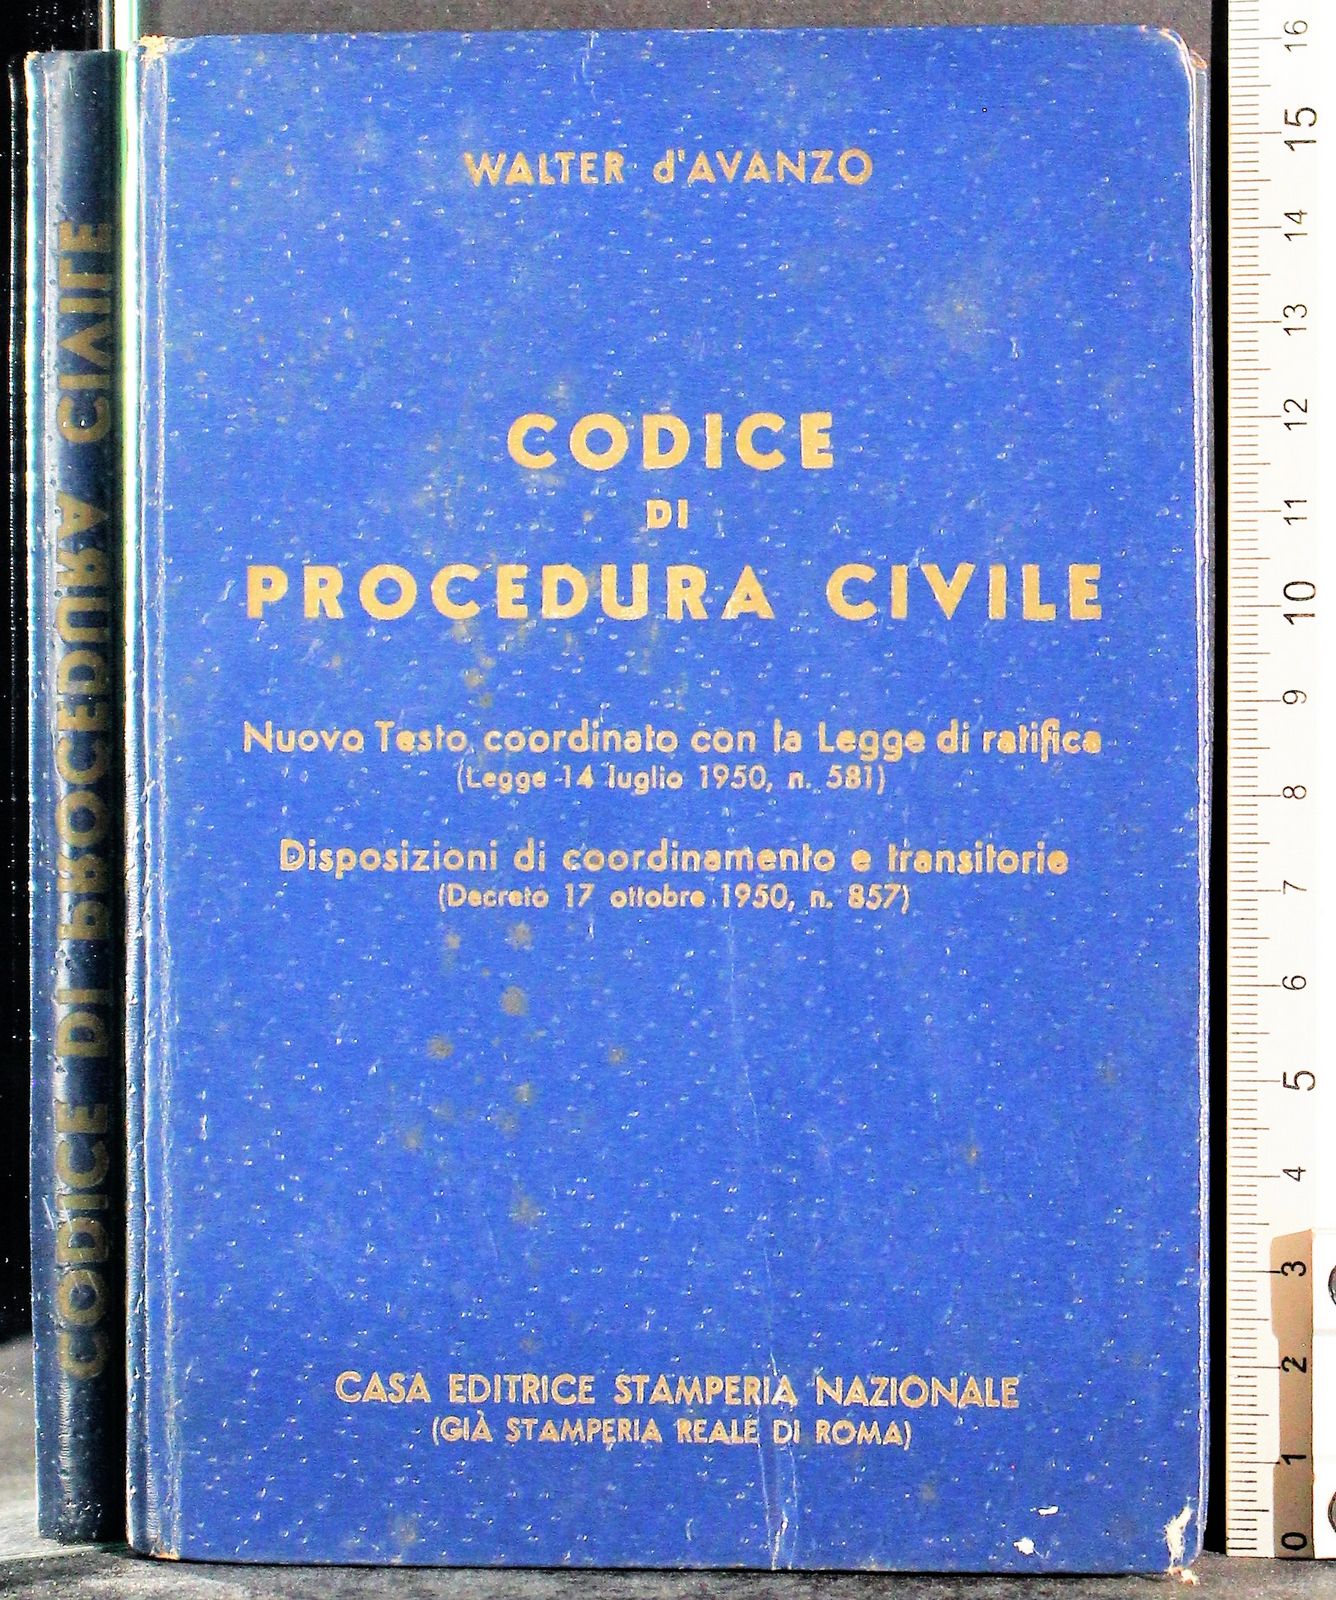 WALTER d'AVANZO
CODICE
DI
PROCEDURA CIVILE
Nuovo Testo coordinato con la Legge di ratifica
(Legge 14 luglio 1950, n. 581)
Disposizioni di coordinamento e transitorie
(Decreto 17 ottobre 1950, n. 857)
CASA EDITRICE STAMPERIA NAZIONALE
(GIÀ STAMPERIA REALE DI ROMA)
CODICE DI PROCEDURA CIVILE
16
15
14
13
12
11
10
9
8
7
6
5
4
3
2
1
0